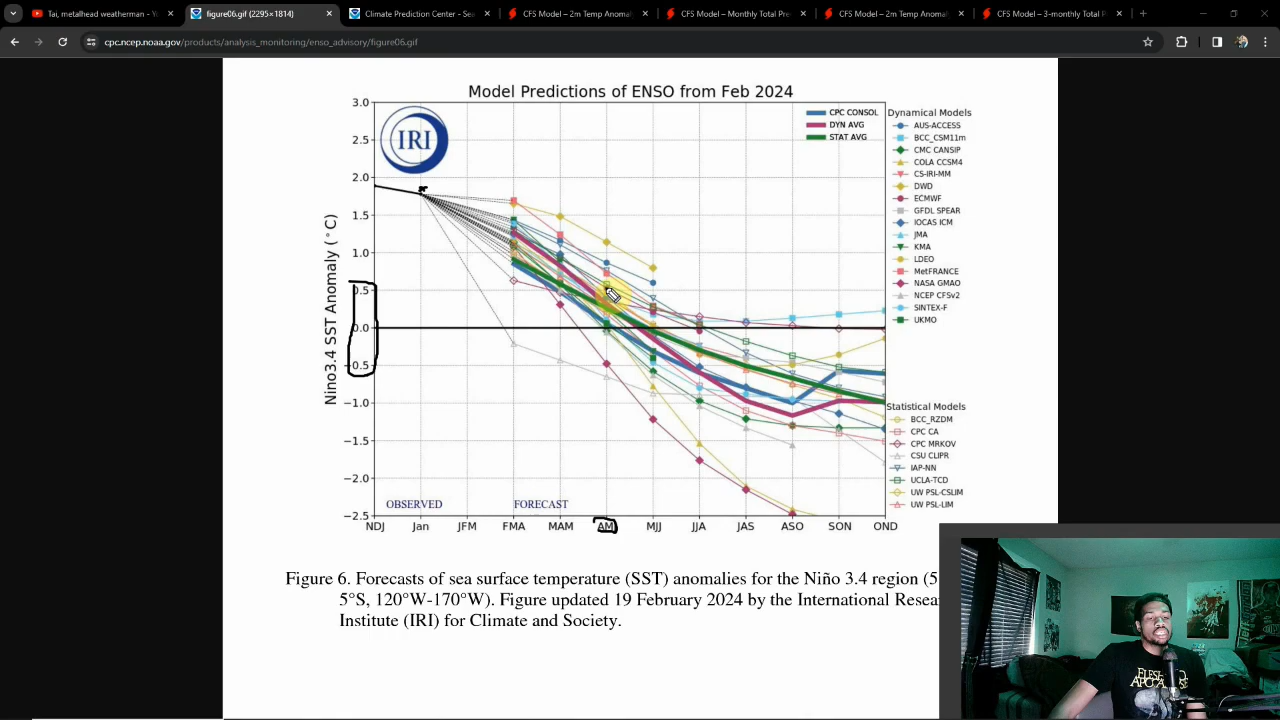 Tai, metalhead weatherman - Y
figure06.gif (2295×1814)
Climate Prediction Center - Sea
CFS Model – 2m Temp Anomal
CFS Model – Monthly Total Pre
CFS Model – 2m Temp Anomal
CFS Model – 3-monthly Total P
cpc.ncep.noaa.gov/products/analysis_monitoring/enso_advisory/figure06.gif
Model Predictions of ENSO from Feb 2024
IRI
CPC CONSOL
DYN AVG
STAT AVG
Nino3.4 SST Anomaly (°C)
3.0
2.5
2.0
1.5
1.0
0.5
0.0
0.5
−1.0
−1.5
−2.0
−2.5
OBSERVED
FORECAST
NDJ Jan JFM FMA MAM AMJ MJJ JJA JAS ASO SON OND
Dynamical Models
AUS-ACCESS
BCC_CSM11m
CMC CANSIP
COLA CCSM4
CS-IRI-MM
DWD
ECMWF
GFDL SPEAR
IOCAS ICM
JMA
KMA
LDEO
MetFRANCE
NASA GMAO
NCEP CFSv2
SINTEX-F
UKMO
Statistical Models
BCC_RZDM
CPC CA
CPC MRKOV
CSU CLIPR
IAP-NN
UCLA-TCD
UW PSL-CSLIM
UW PSL-LIM
Figure 6. Forecasts of sea surface temperature (SST) anomalies for the Niño 3.4 region (5
5°S, 120°W-170°W). Figure updated 19 February 2024 by the International Resear
Institute (IRI) for Climate and Society.